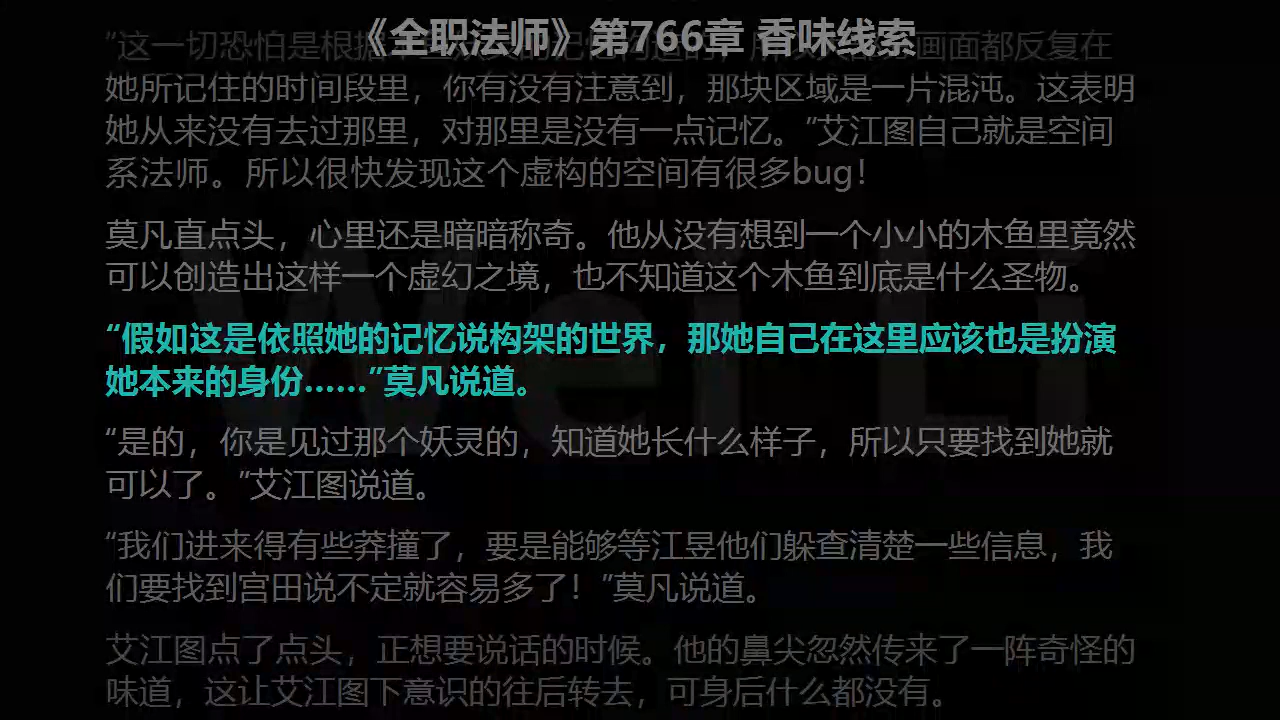 《全职法师》第766章 香味线索
“这一切恐怕是根据
画面都反复在
她所记住的时间段里，你有没有注意到，那块区域是一片混沌。这表明
她从来没有去过那里，对那里是没有一点记忆。”艾江图自己就是空间
系法师。所以很快发现这个虚构的空间有很多bug！
莫凡直点头，心里还是暗暗称奇。他从没有想到一个小小的木鱼里竟然
可以创造出这样一个虚幻之境，也不知道这个木鱼到底是什么圣物。
“假如这是依照她的记忆说构架的世界，那她自己在这里应该也是扮演
她本来的身份……”莫凡说道。
“是的，你是见过那个妖灵的，知道她长什么样子，所以只要找到她就
可以了。”艾江图说道。
“我们进来得有些莽撞了，要是能够等江昱他们躲查清楚一些信息，我
们要找到宫田说不定就容易多了！”莫凡说道。
艾江图点了点头，正想要说话的时候。他的鼻尖忽然传来了一阵奇怪的
味道，这让艾江图下意识的往后转去，可身后什么都没有。
Wei Li